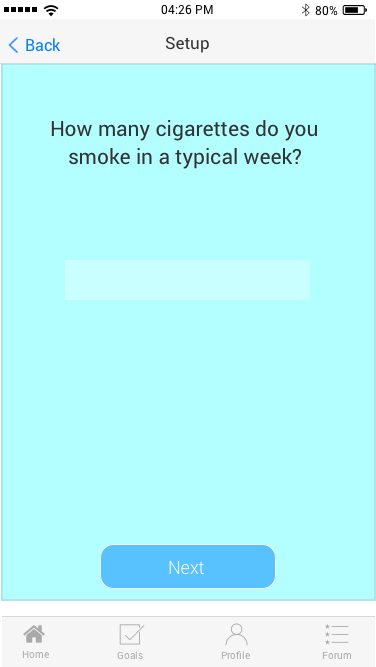 04:26 PM
80%
Back
Setup
How many cigarettes do you
smoke in a typical week?
Next
Home
Goals
Profile
Forum